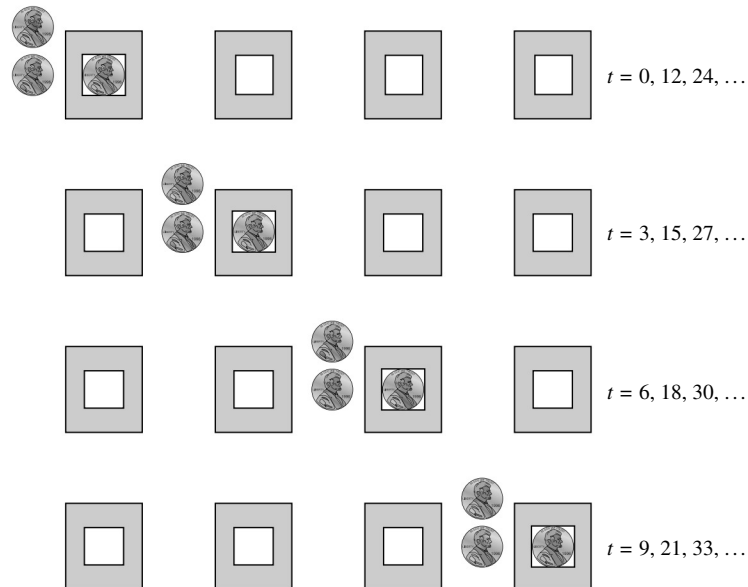 t = 0, 12, 24, …
t = 3, 15, 27, …
t = 6, 18, 30, …
t = 9, 21, 33, …